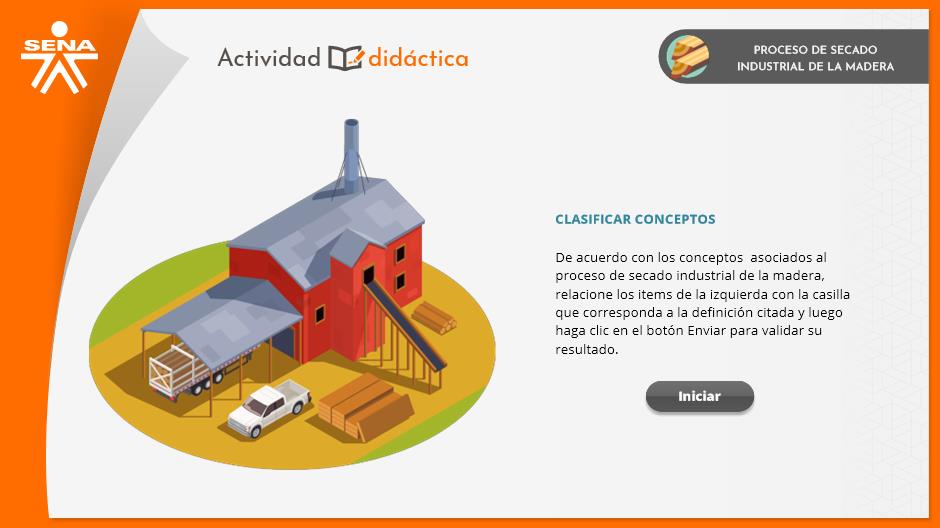 SENA
Actividad didáctica
PROCESO DE SECADO
INDUSTRIAL DE LA MADERA
CLASIFICAR CONCEPTOS
De acuerdo con los conceptos asociados al
proceso de secado industrial de la madera,
relacione los items de la izquierda con la casilla
que corresponda a la definición citada y luego
haga clic en el botón Enviar para validar su
resultado.
Iniciar